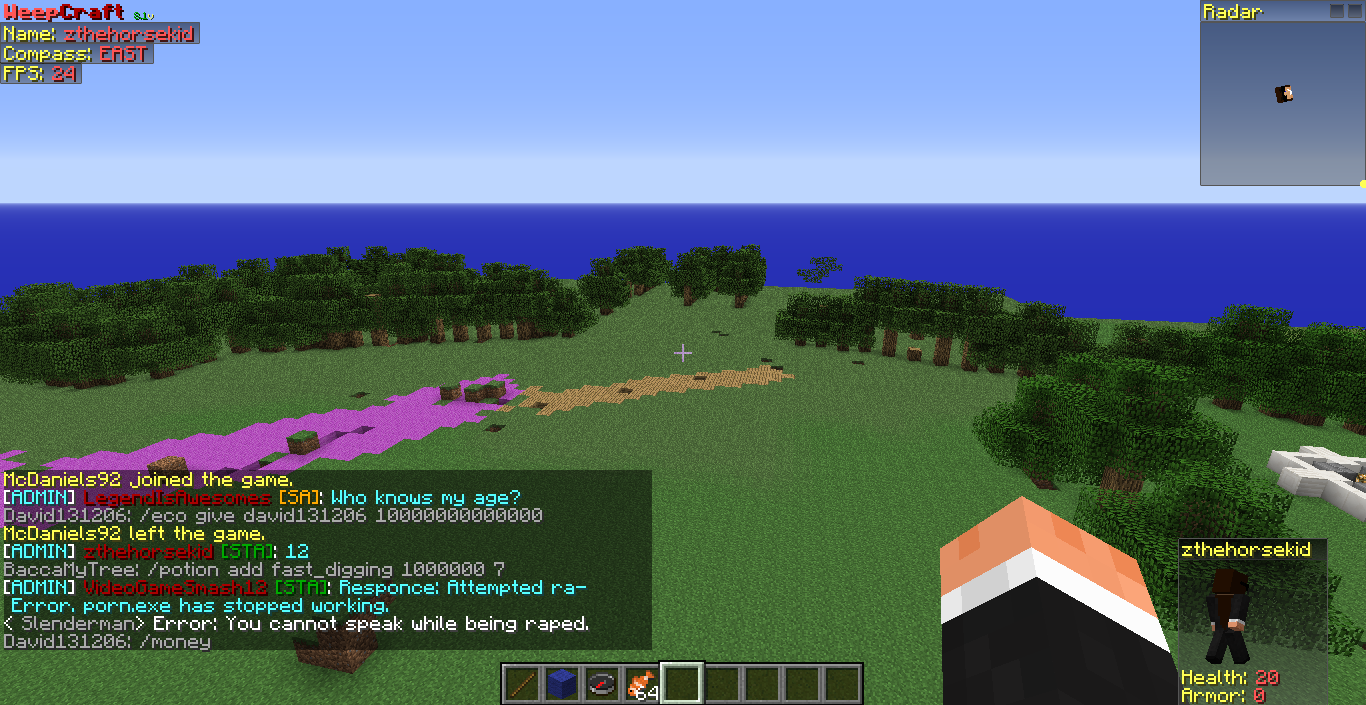 WeepCraft 8.1v
Name: zthehorsekid
Compass: EAST
FPS: 24
Radar
McDaniels92 joined the game.
[ADMIN] LegendIsAwesomes [SA]: Who knows my age?
David131206: /eco give david131206 10000000000000
McDaniels92 left the game.
[ADMIN] zthehorsekid [STA]: 12
BaccaMyTree: /potion add fast_digging 1000000 7
[ADMIN] VideoGameSmash12 [STA]: Responce: Attempted ra-
Error. porn.exe has stopped working.
< Slenderman> Error: You cannot speak while being raped.
David131206: /money
64
zthehorsekid
Health: 20
Armor: 0